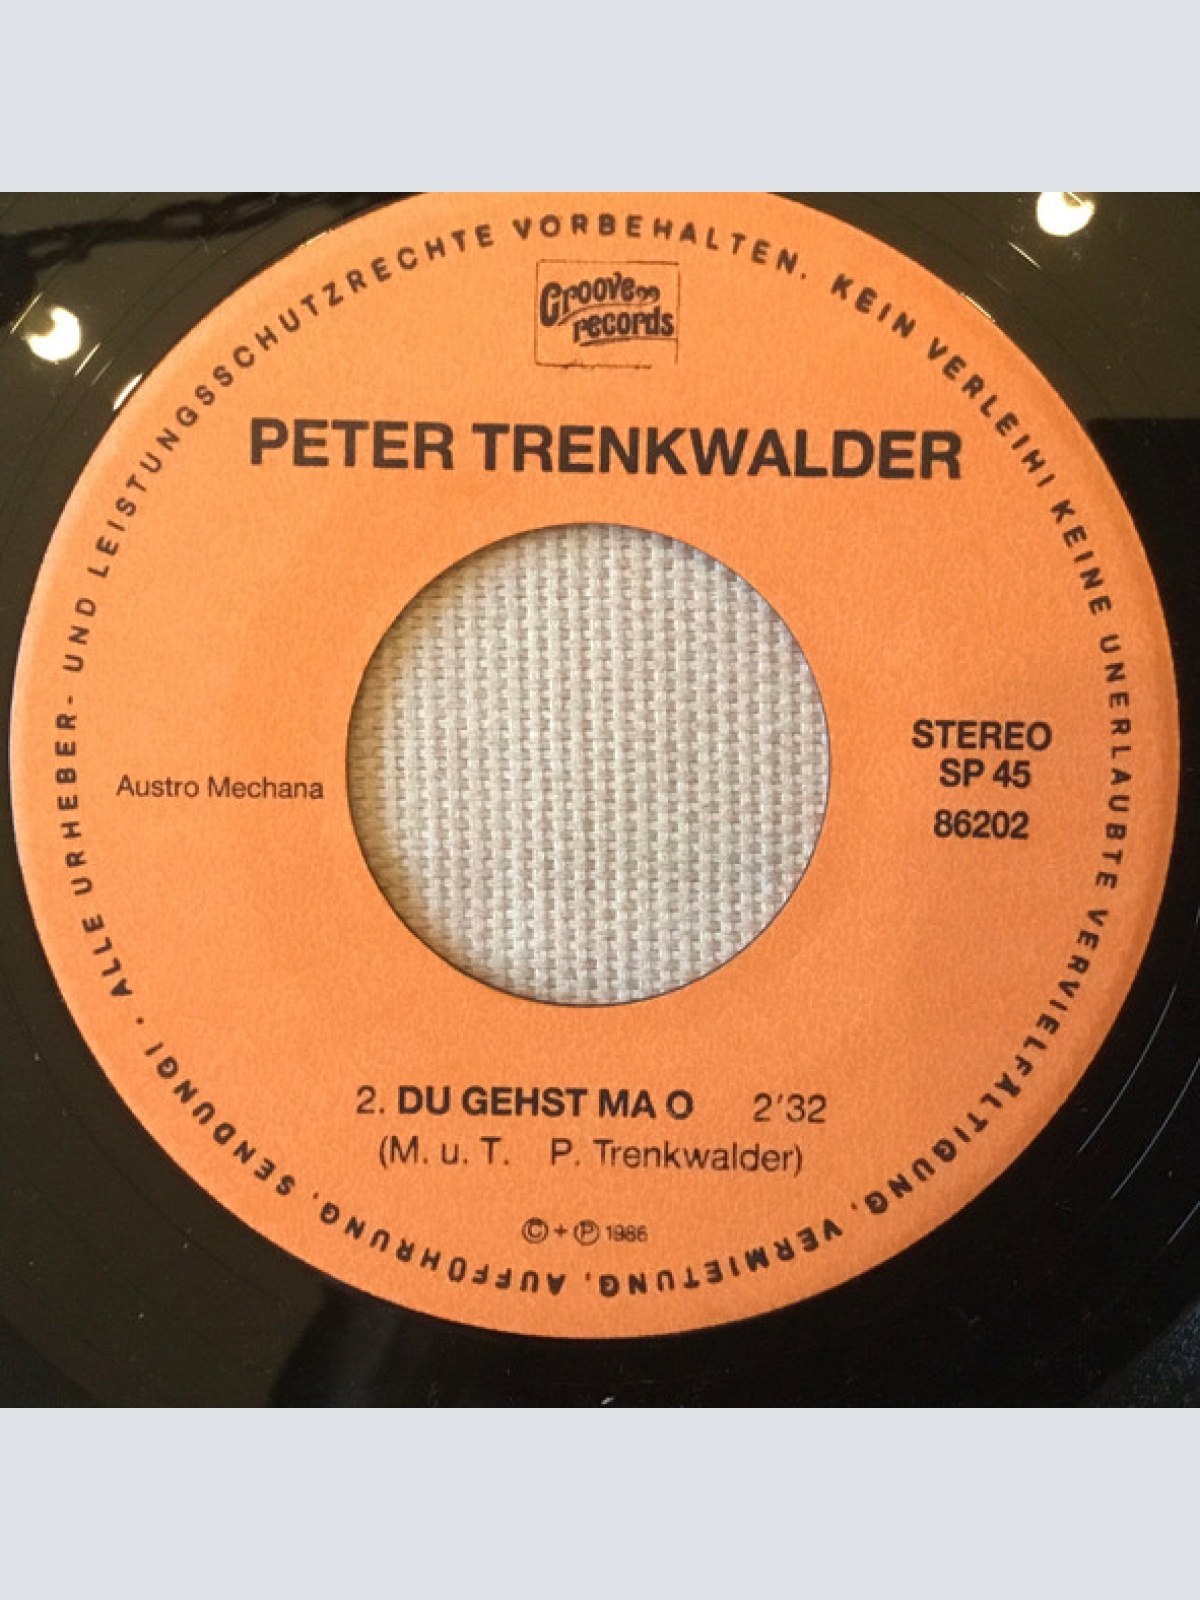 ALLE URHEBER- UND LEISTUNGSSCHUTZRECHTE VORBEHALTEN. KEIN VERLEIH! KEINE UNERLAUBTE VERVIELFÄLTIGUNG, VERMIETUNG, AUFFÜHRUNG, SENDUNG! .
Groove
records
PETER TRENKWALDER
STEREO
SP 45
86202
Austro Mechana
2. DU GEHST MA O 2'32
(M. u. T. P. Trenkwalder)
© + ℗ 1986